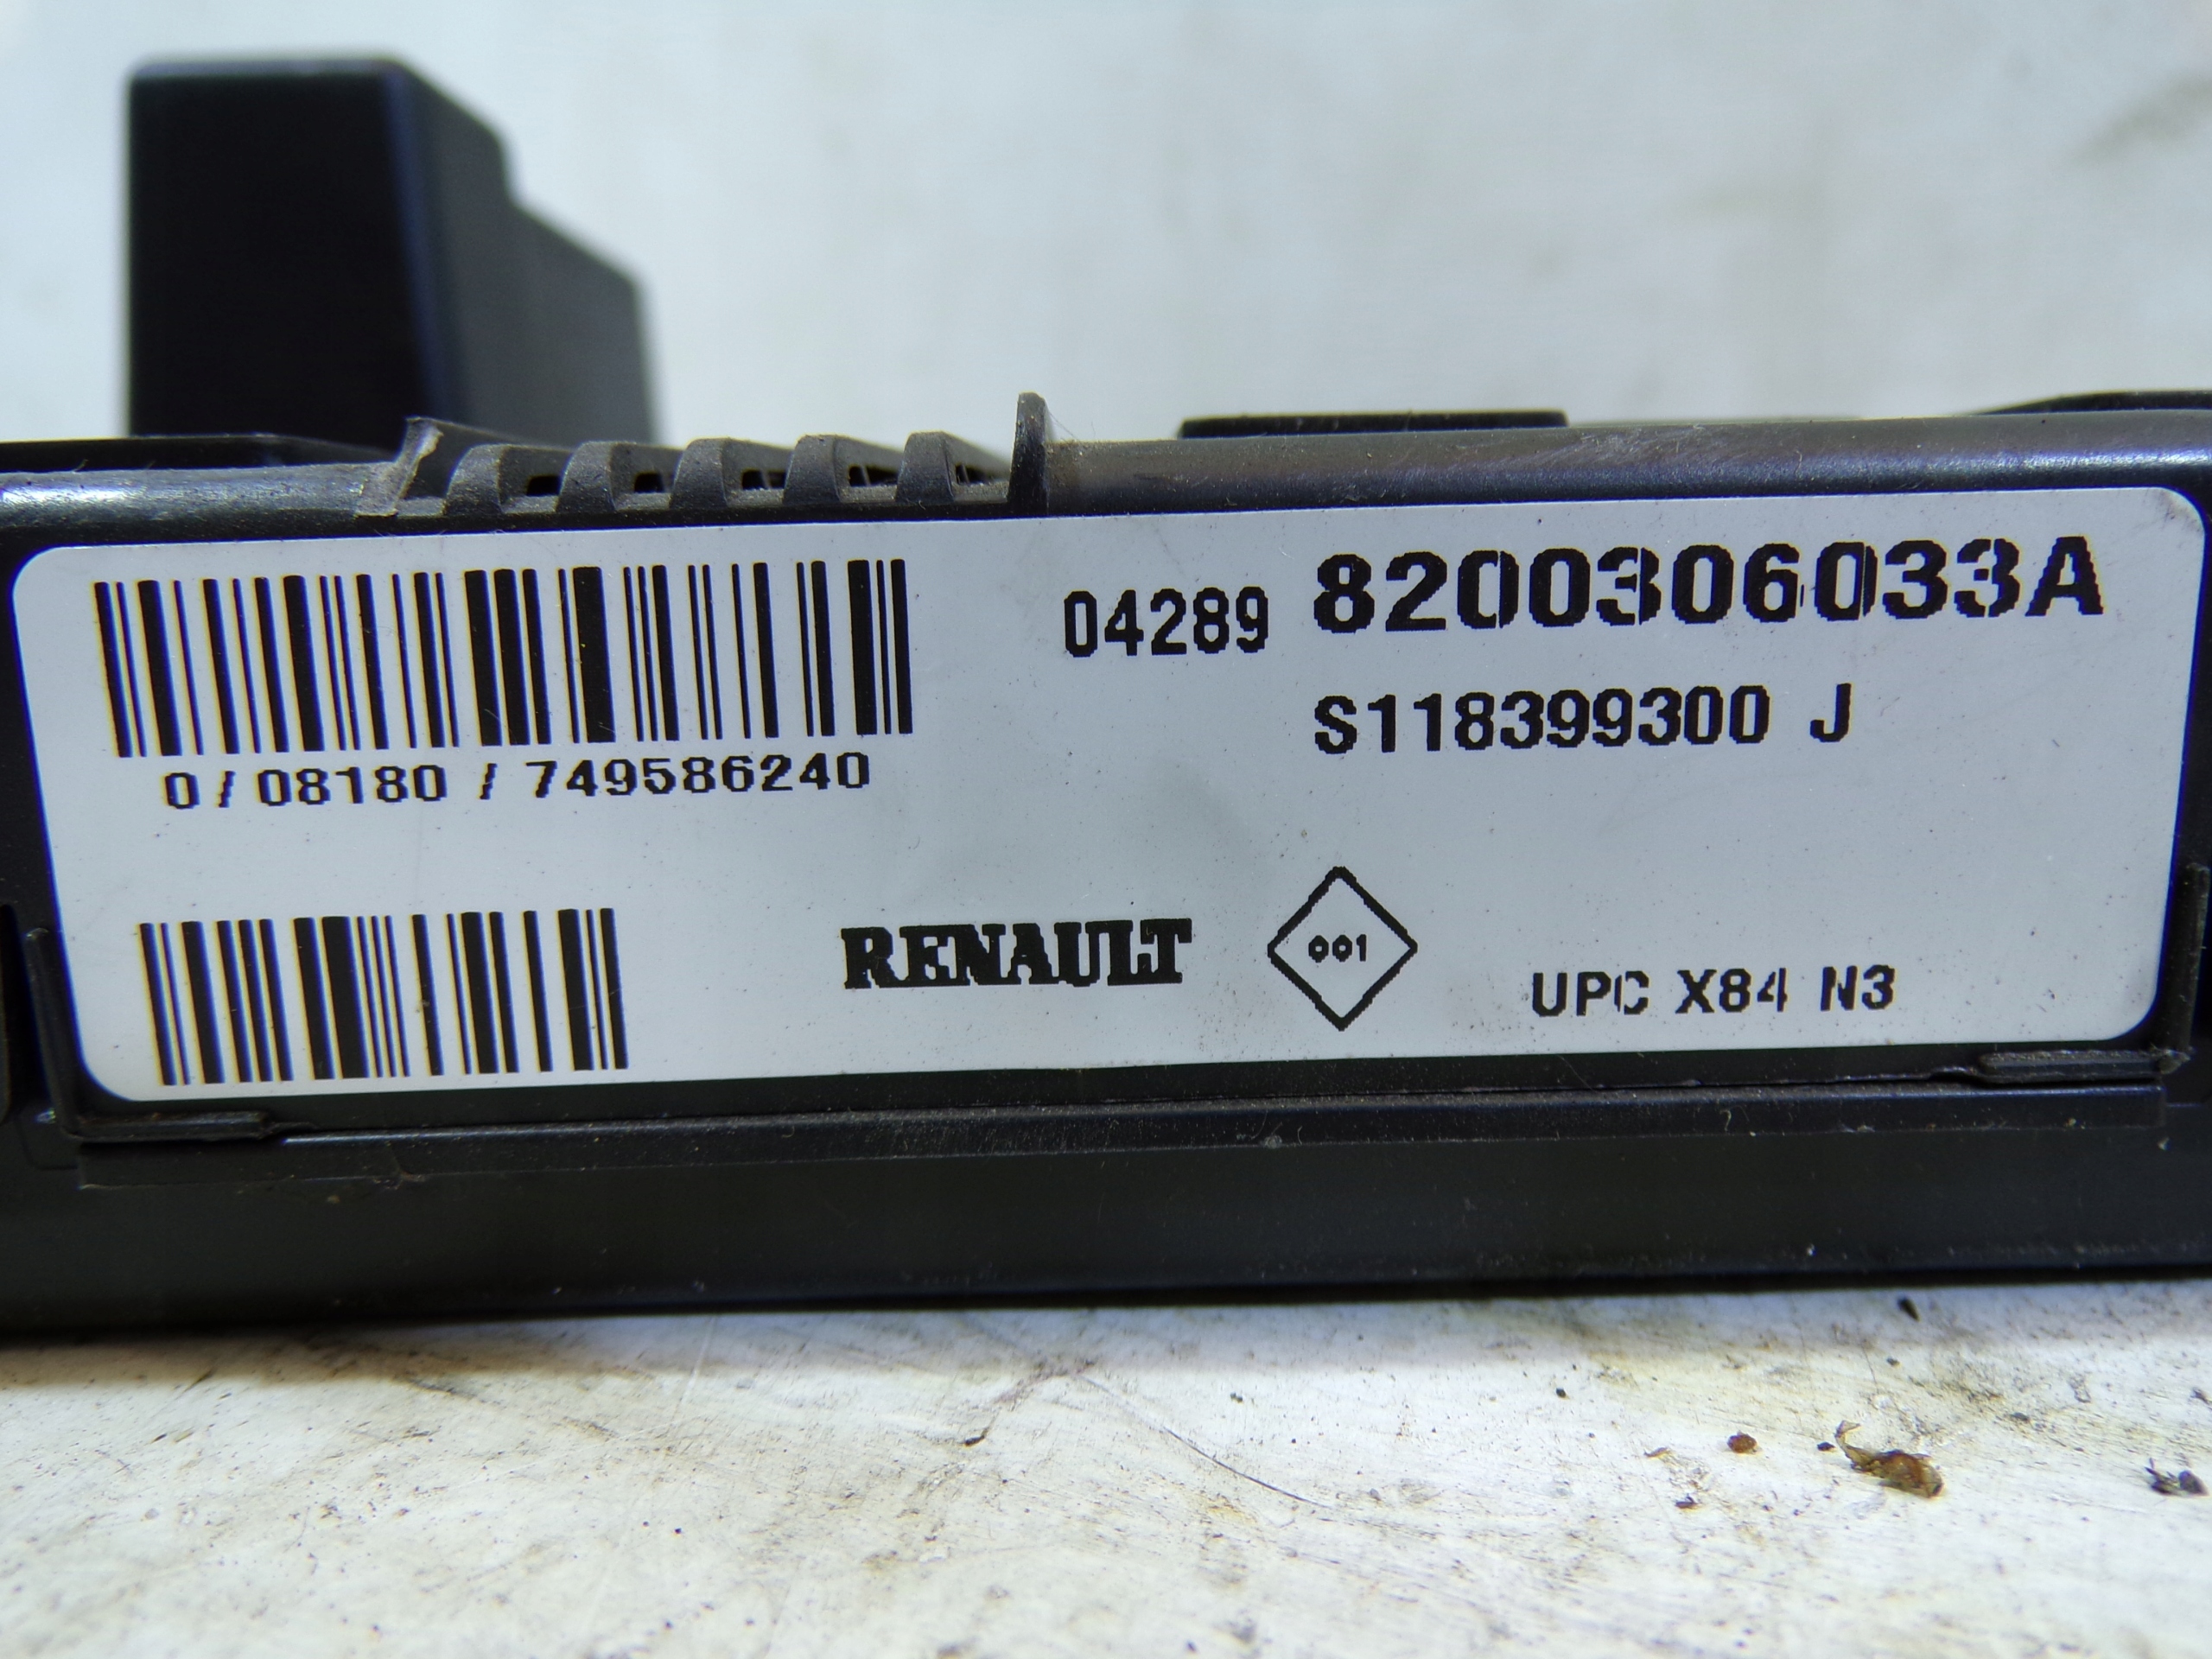 04289 8200306033A
S118399300 J
0 / 08180 / 749586240
RENAULT 001 UPC X84 N3